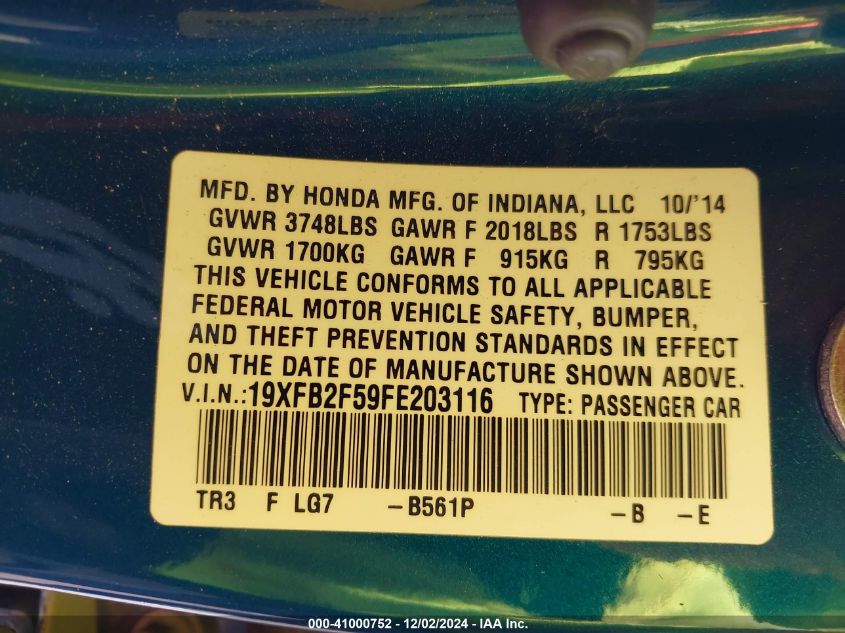 MFD. BY HONDA MFG. OF INDIANA, LLC 10/'14
GVWR 3748LBS GAWR F 2018LBS R 1753LBS
GVWR 1700KG GAWR F 915KG R 795KG
THIS VEHICLE CONFORMS TO ALL APPLICABLE
FEDERAL MOTOR VEHICLE SAFETY, BUMPER,
AND THEFT PREVENTION STANDARDS IN EFFECT
ON THE DATE OF MANUFACTURE SHOWN ABOVE.
V.I.N.:19XFB2F59FE203116 TYPE: PASSENGER CAR
TR3 F LG7 -B561P -B -E
000-41000752 - 12/02/2024 - IAA Inc.